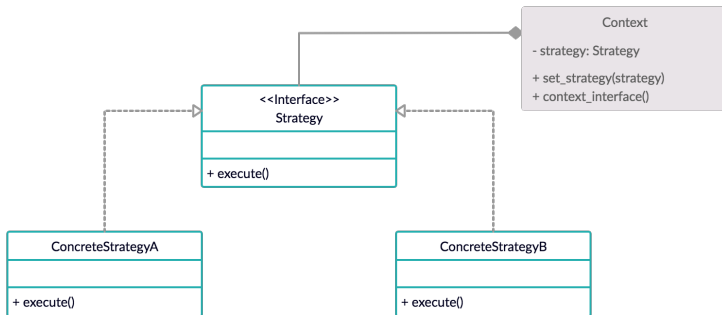 Context
- strategy: Strategy
+ set_strategy(strategy)
+ context_interface()
<<Interface>>
Strategy
+ execute()
ConcreteStrategyA
+ execute()
ConcreteStrategyB
+ execute()